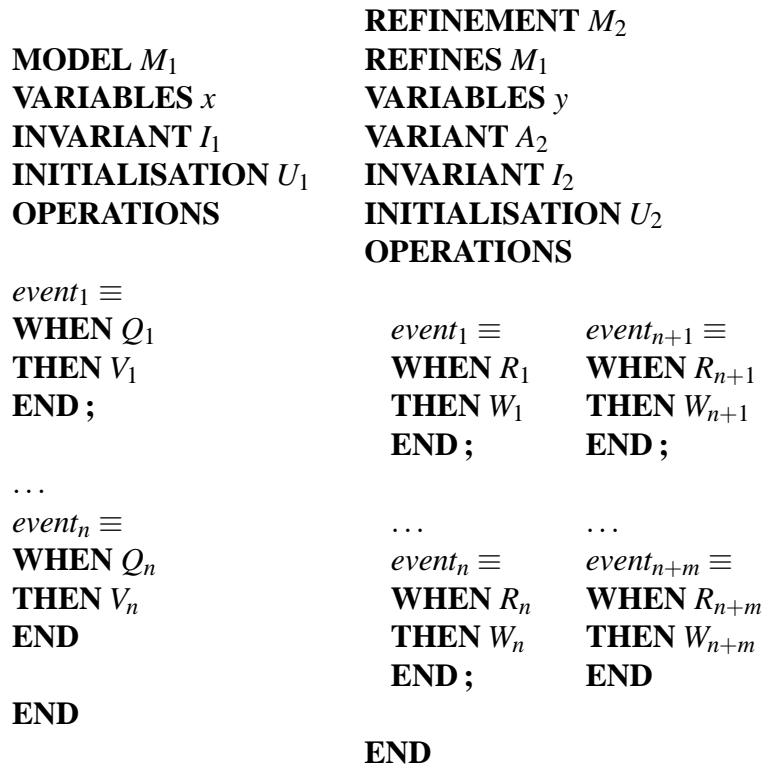 MODEL M₁
VARIABLES x
INVARIANT I₁
INITIALISATION U₁
OPERATIONS
event₁ ≡
WHEN Q₁
THEN V₁
END ;
. . .
eventₙ ≡
WHEN Qₙ
THEN Vₙ
END
END
REFINEMENT M₂
REFINES M₁
VARIABLES y
VARIANT A₂
INVARIANT I₂
INITIALISATION U₂
OPERATIONS
event₁ ≡
WHEN R₁
THEN W₁
END ;
. . .
eventₙ ≡
WHEN Rₙ
THEN Wₙ
END ;
eventₙ₊₁ ≡
WHEN Rₙ₊₁
THEN Wₙ₊₁
END ;
. . .
eventₙ₊ₘ ≡
WHEN Rₙ₊ₘ
THEN Wₙ₊ₘ
END
END